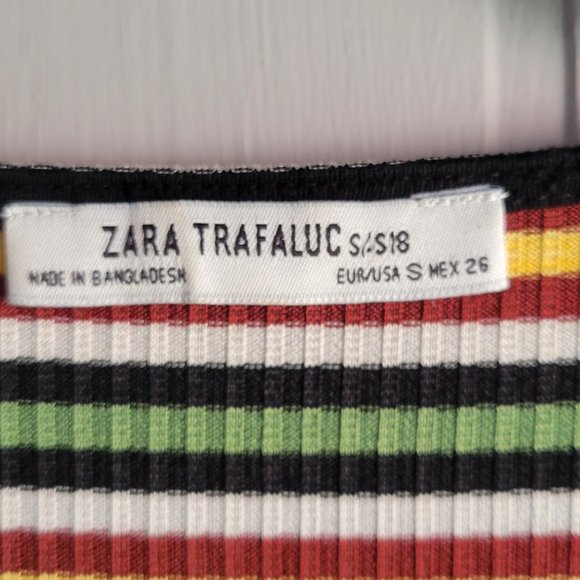 ZARA TRAFALUC S/S18
MADE IN BANGLADESH
EUR/USA S MEX 26